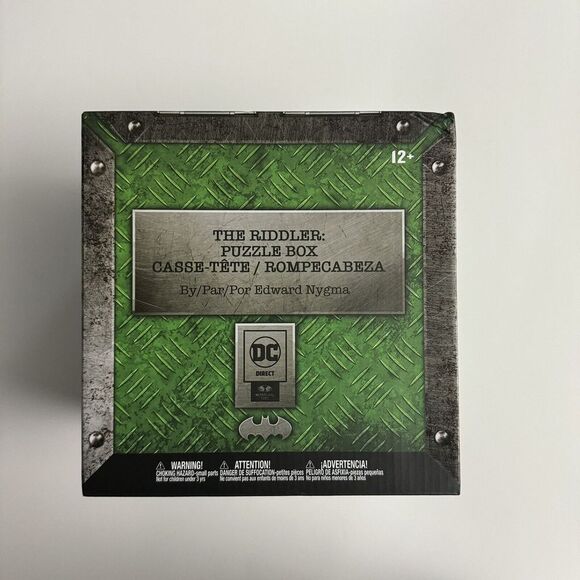 12+
THE RIDDLER:
PUZZLE BOX
CASSE-TÊTE / ROMPECABEZA
By/Par/Por Edward Nygma
DC
DIRECT
WARNING!
CHOKING HAZARD-small parts
Not for children under 3 yrs
ATTENTION!
DANGER DE SUFFOCATION-petites pièces
Ne convient pas aux enfants de moins de 3 ans
¡ADVERTENCIA!
PELIGRO DE ASFIXIA-piezas pequeñas
No para niños menores de 3 años